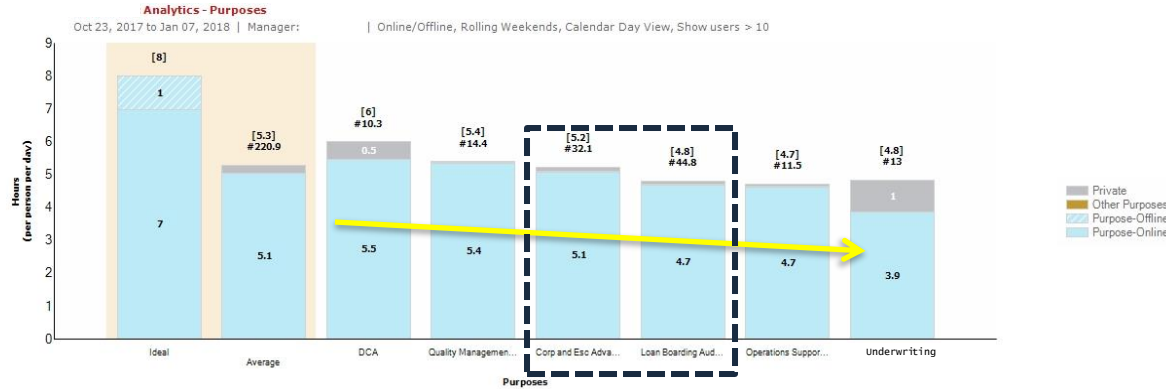 Analytics - Purposes
Oct 23, 2017 to Jan 07, 2018 | Manager: | Online/Offline, Rolling Weekends, Calendar Day View, Show users > 10
Hours
(per person per day)
9
8
7
6
5
4
3
2
1
0
[8]
1
7
[5.3]
#220.9
5.1
[6]
#10.3
0.5
5.5
[5.4]
#14.4
5.4
[5.2]
#32.1
5.1
[4.8]
#44.8
4.7
[4.7]
#11.5
4.7
[4.8]
#13
1
3.9
Ideal
Average
DCA
Quality Managemen...
Corp and Esc Adva...
Loan Boarding Aud...
Operations Suppor...
Underwriting
Purposes
Private
Other Purposes
Purpose-Offline
Purpose-Online